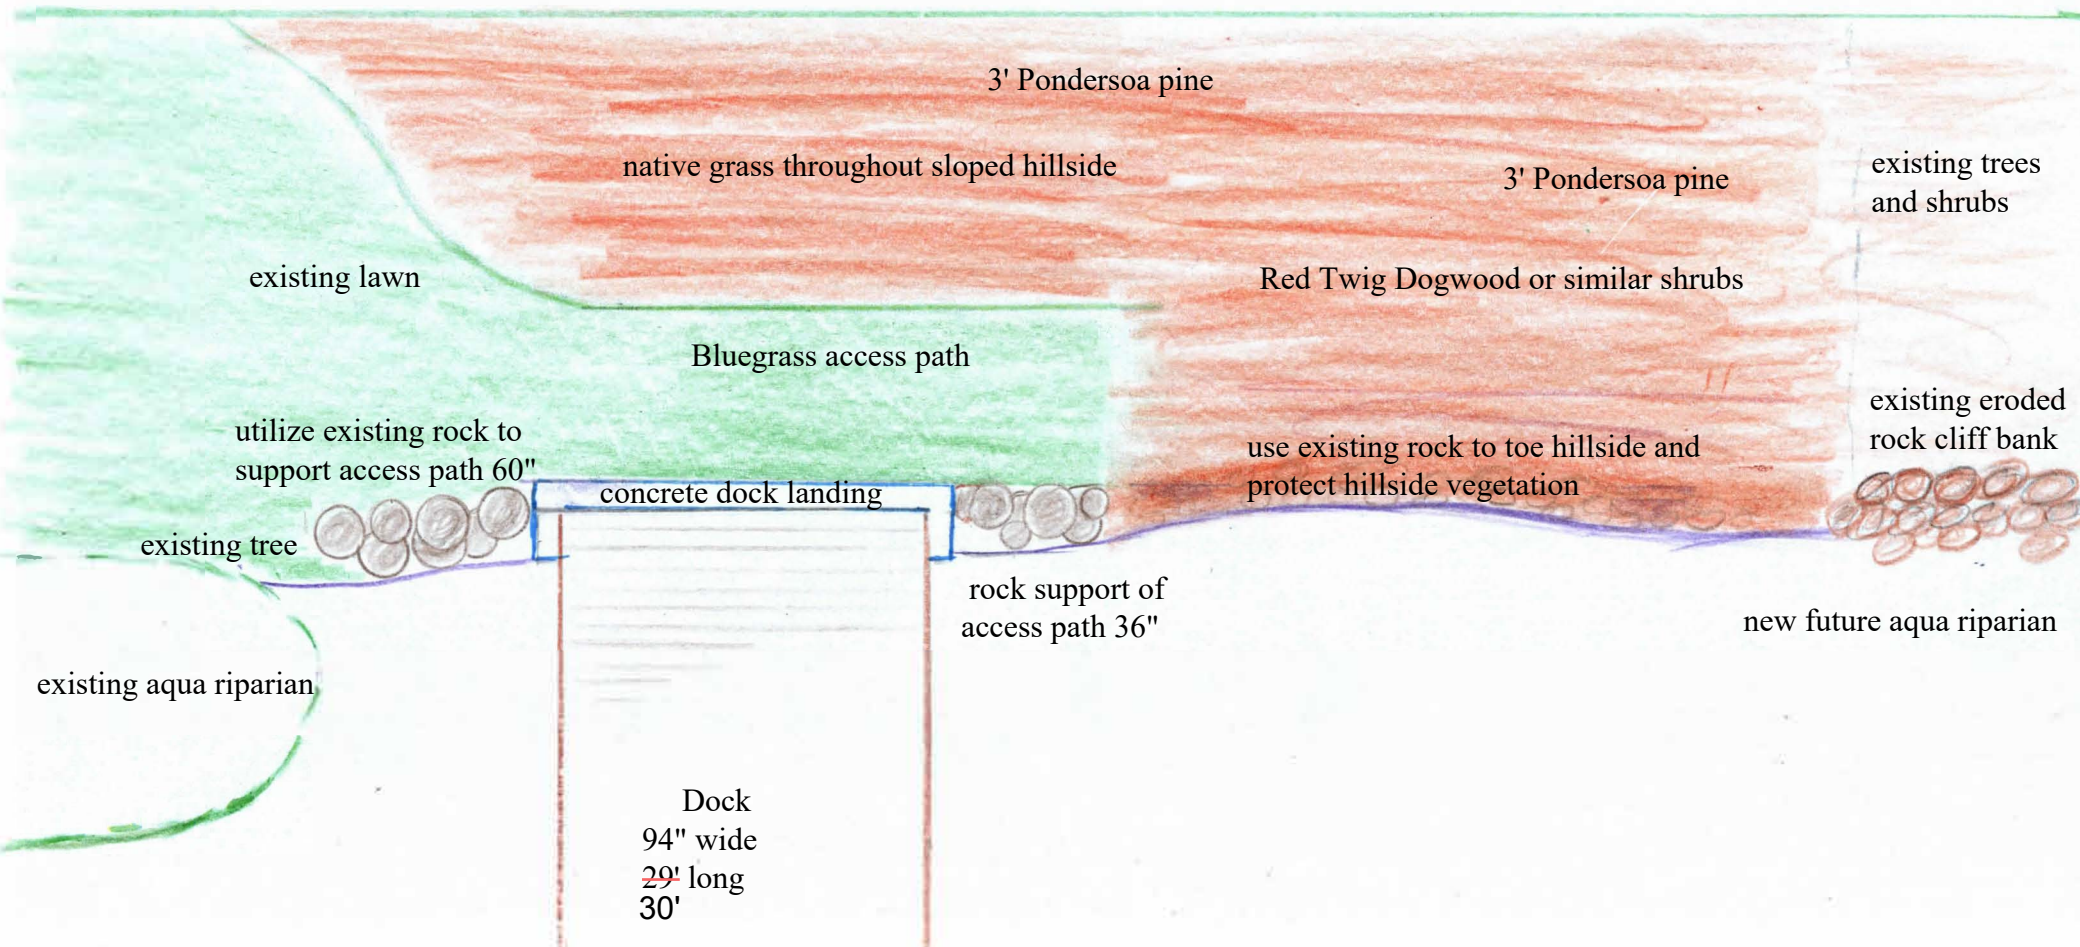 3' Pondersoa pine
native grass throughout sloped hillside
3' Pondersoa pine
existing trees
and shrubs
existing lawn
Red Twig Dogwood or similar shrubs
Bluegrass access path
utilize existing rock to
support access path 60"
use existing rock to toe hillside and
protect hillside vegetation
existing eroded
rock cliff bank
concrete dock landing
existing tree
rock support of
access path 36"
new future aqua riparian
existing aqua riparian
Dock
94" wide
29' long
30'